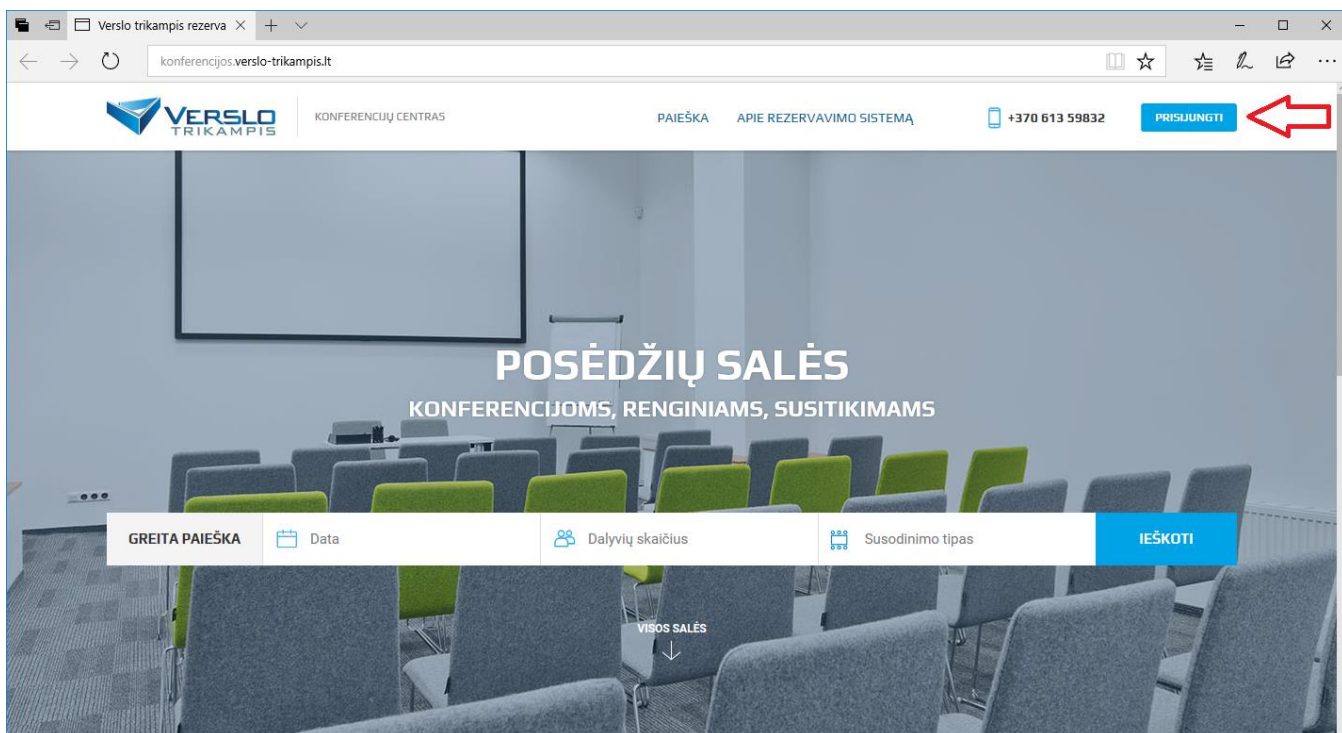 Verslo trikampis rezerva
konferencijos.verslo-trikampis.lt
VERSLO
TRIKAMPIS
KONFERENCIJŲ CENTRAS
PAIEŠKA
APIE REZERVAVIMO SISTEMĄ
+370 613 59832
PRISIJUNGTI
POSĖDŽIŲ SALĖS
KONFERENCIJOMS, RENGINIAMS, SUSITIKIMAMS
GREITA PAIEŠKA
Data
Dalyvių skaičius
Susodinimo tipas
IEŠKOTI
VISOS SALĖS